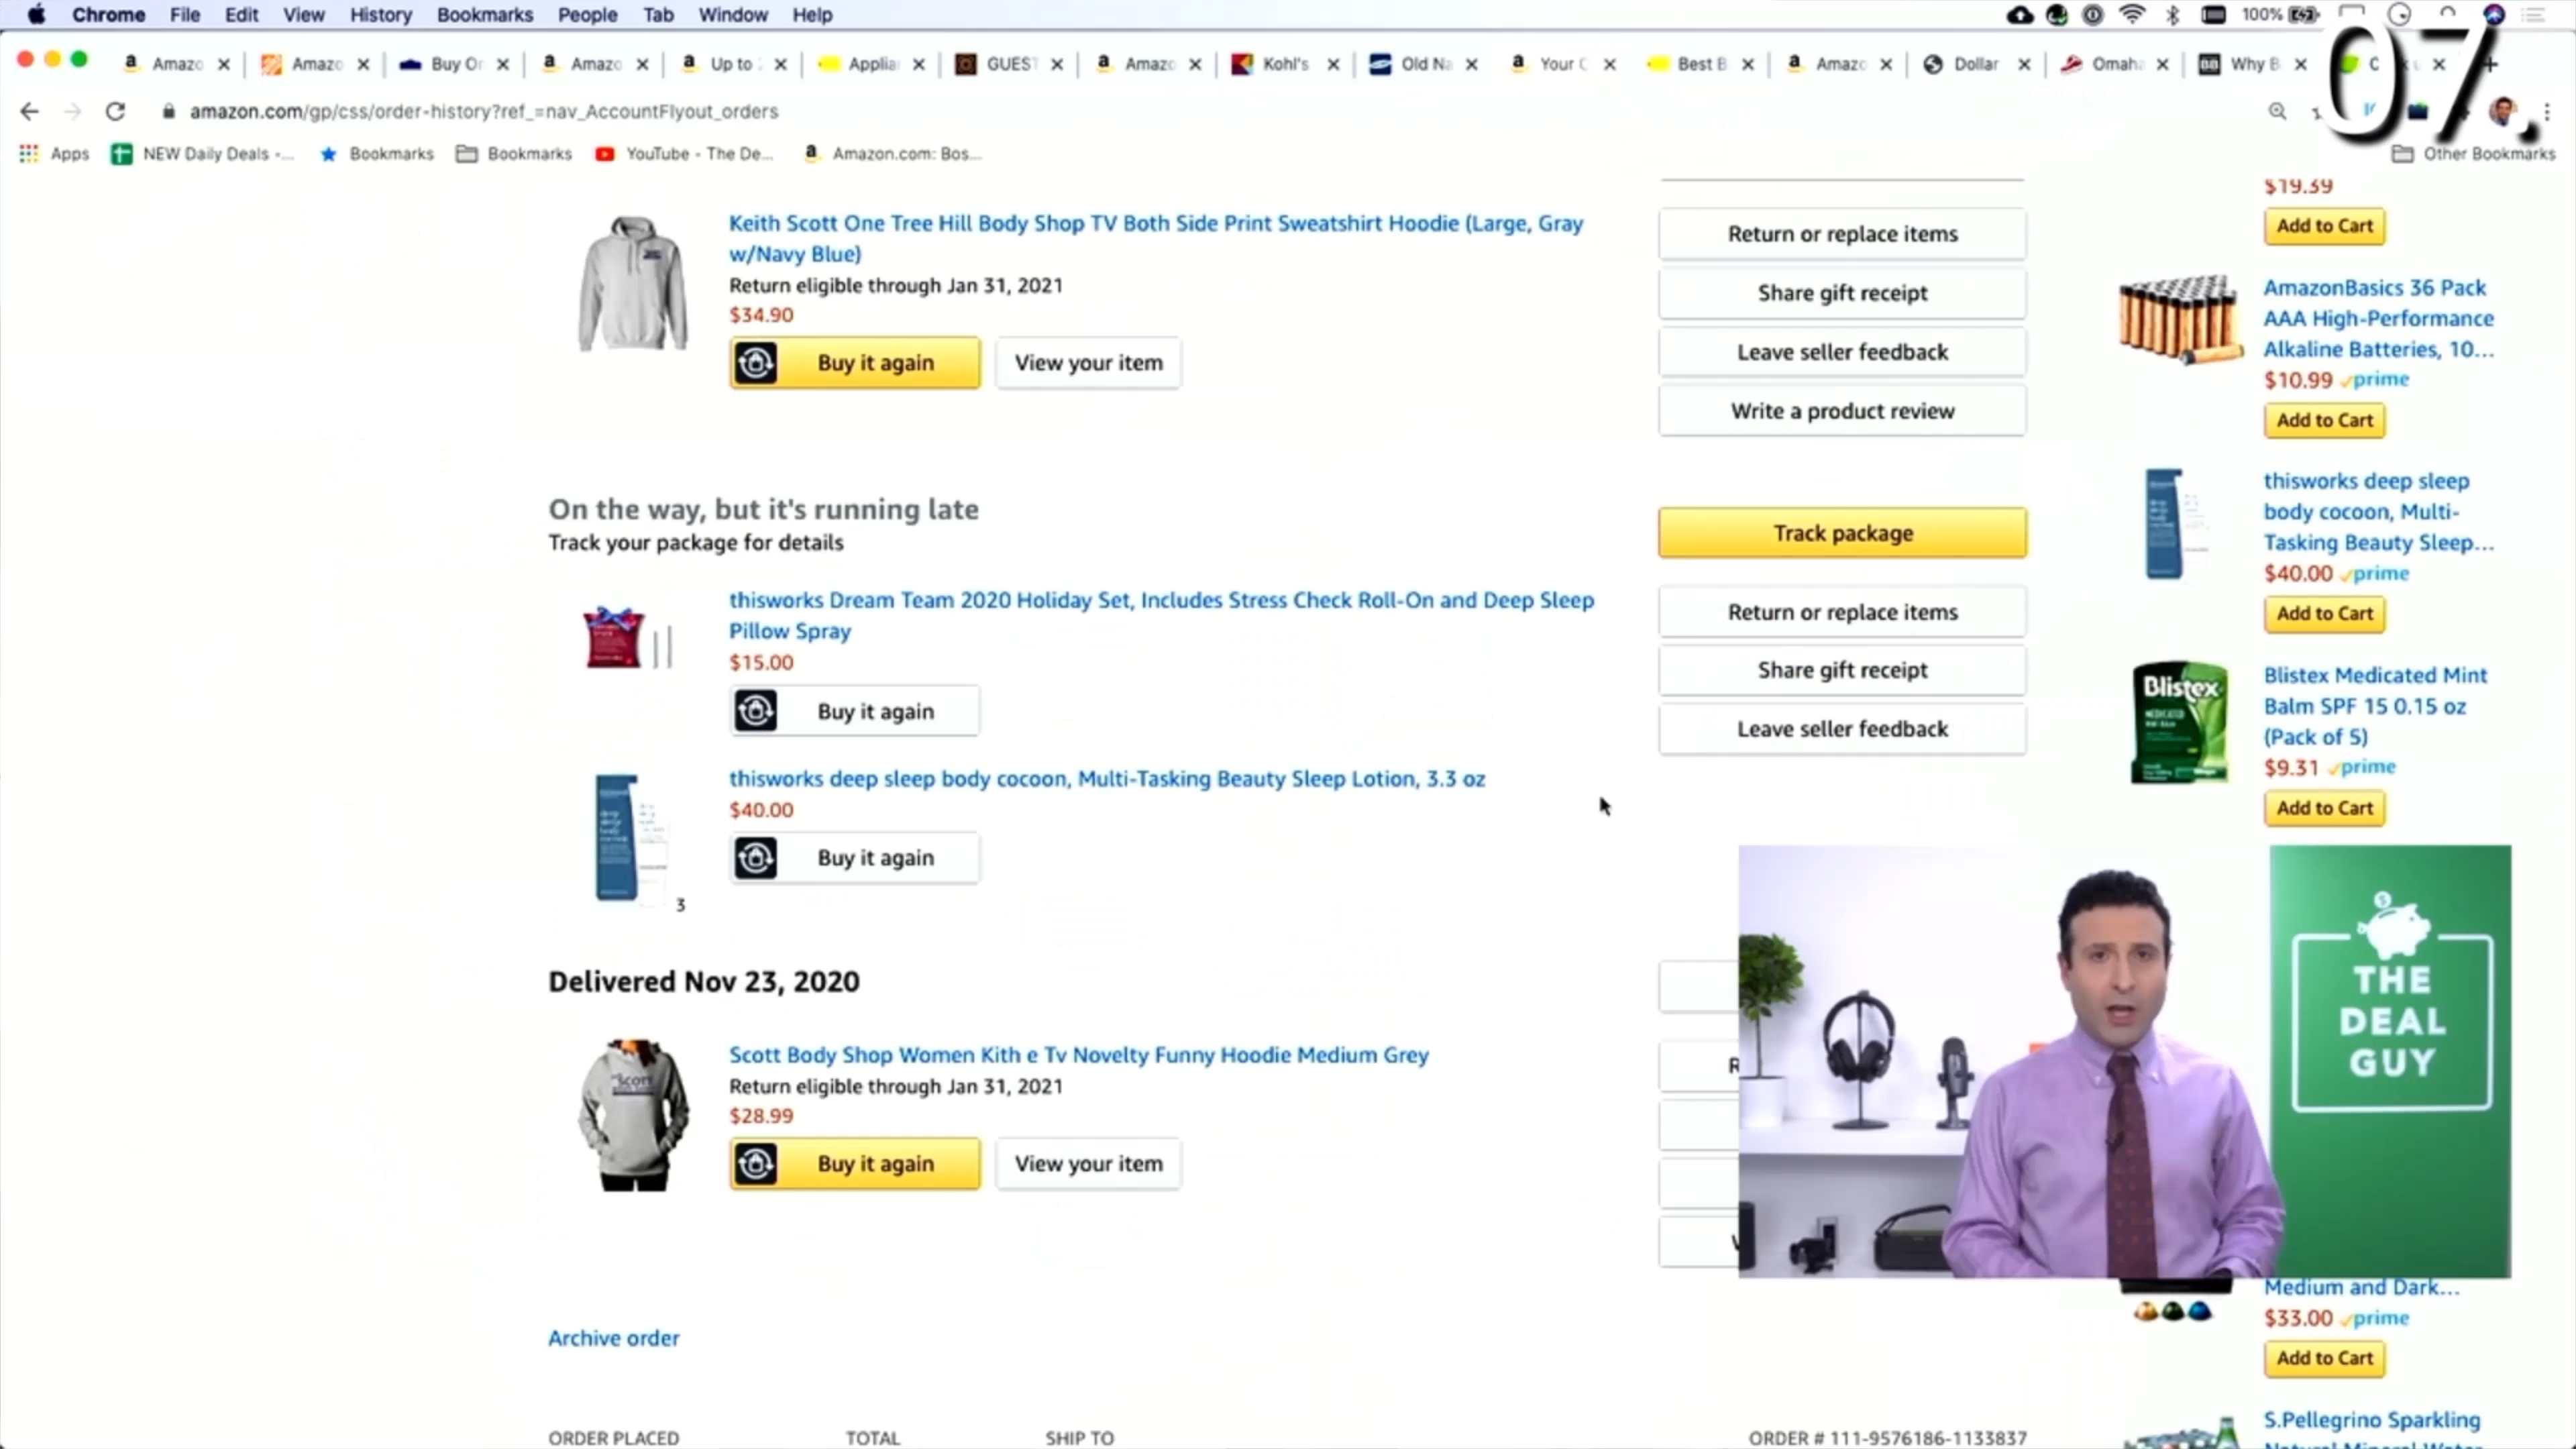 Chrome File Edit View History Bookmarks People Tab Window Help
100%
07.
Amazo Amazo Buy Or Amazo Up to Applia GUEST Amazo Kohl's Old Na Your C Best B Amazo Dollar Omaha Why B
amazon.com/gp/css/order-history?ref_=nav_AccountFlyout_orders
Apps NEW Daily Deals -... Bookmarks Bookmarks YouTube - The De... Amazon.com: Bos... Other Bookmarks
Keith Scott One Tree Hill Body Shop TV Both Side Print Sweatshirt Hoodie (Large, Gray
w/Navy Blue)
Return eligible through Jan 31, 2021
$34.90
Buy it again View your item
Return or replace items
Share gift receipt
Leave seller feedback
Write a product review
On the way, but it's running late
Track your package for details
Track package
thisworks Dream Team 2020 Holiday Set, Includes Stress Check Roll-On and Deep Sleep
Pillow Spray
$15.00
Buy it again
Return or replace items
Share gift receipt
Leave seller feedback
thisworks deep sleep body cocoon, Multi-Tasking Beauty Sleep Lotion, 3.3 oz
$40.00
Buy it again
3
Delivered Nov 23, 2020
Scott Body Shop Women Kith e Tv Novelty Funny Hoodie Medium Grey
Return eligible through Jan 31, 2021
$28.99
Buy it again View your item
Scott
Archive order
ORDER PLACED TOTAL SHIP TO ORDER # 111-9576186-1133837
$19.39
Add to Cart
AmazonBasics 36 Pack
AAA High-Performance
Alkaline Batteries, 10...
$10.99 prime
Add to Cart
thisworks deep sleep
body cocoon, Multi-
Tasking Beauty Sleep...
$40.00 prime
Add to Cart
Blistex
MEDICATED
Blistex Medicated Mint
Balm SPF 15 0.15 oz
(Pack of 5)
$9.31 prime
Add to Cart
THE
DEAL
GUY
Medium and Dark...
$33.00 prime
Add to Cart
S.Pellegrino Sparkling
Natural Mineral Water